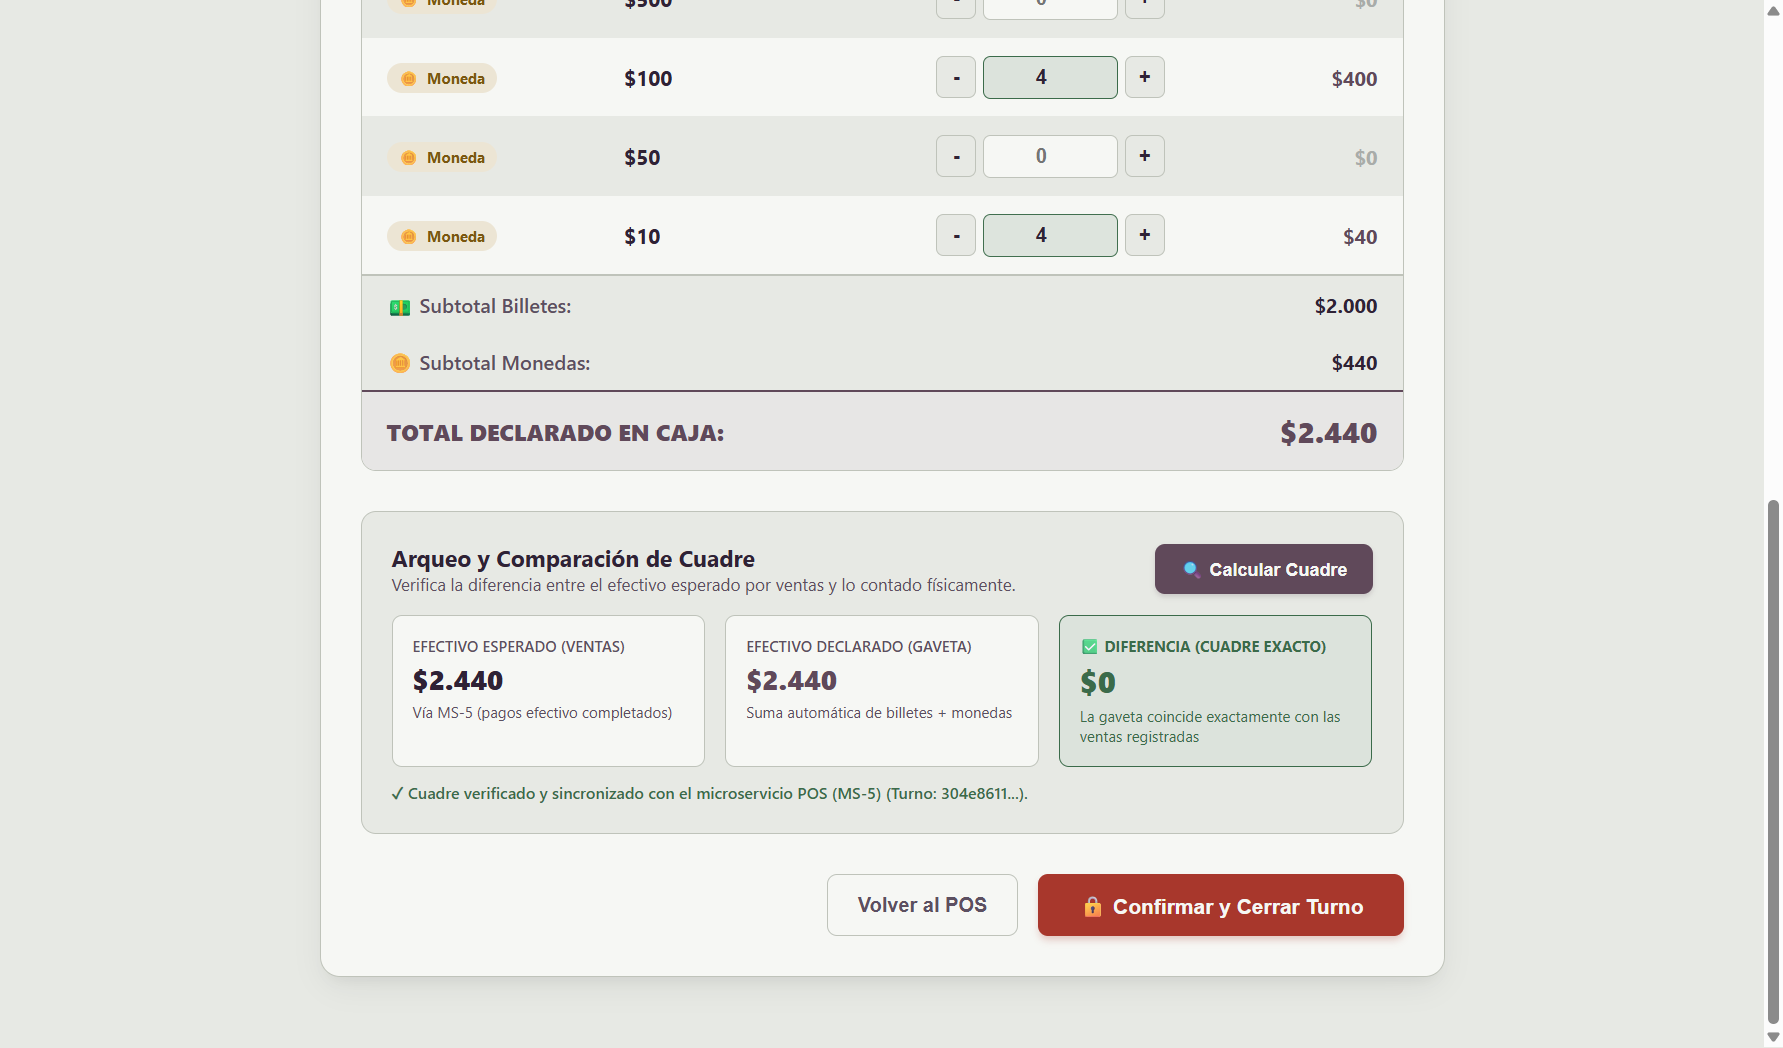 Moneda $500 - 0 + $0
Moneda $100 - 4 + $400
Moneda $50 - 0 + $0
Moneda $10 - 4 + $40
Subtotal Billetes: $2.000
Subtotal Monedas: $440
TOTAL DECLARADO EN CAJA: $2.440
Arqueo y Comparación de Cuadre
Verifica la diferencia entre el efectivo esperado por ventas y lo contado físicamente.
Calcular Cuadre
EFECTIVO ESPERADO (VENTAS)
$2.440
Vía MS-5 (pagos efectivo completados)
EFECTIVO DECLARADO (GAVETA)
$2.440
Suma automática de billetes + monedas
DIFERENCIA (CUADRE EXACTO)
$0
La gaveta coincide exactamente con las
ventas registradas
✓ Cuadre verificado y sincronizado con el microservicio POS (MS-5) (Turno: 304e8611...).
Volver al POS
Confirmar y Cerrar Turno